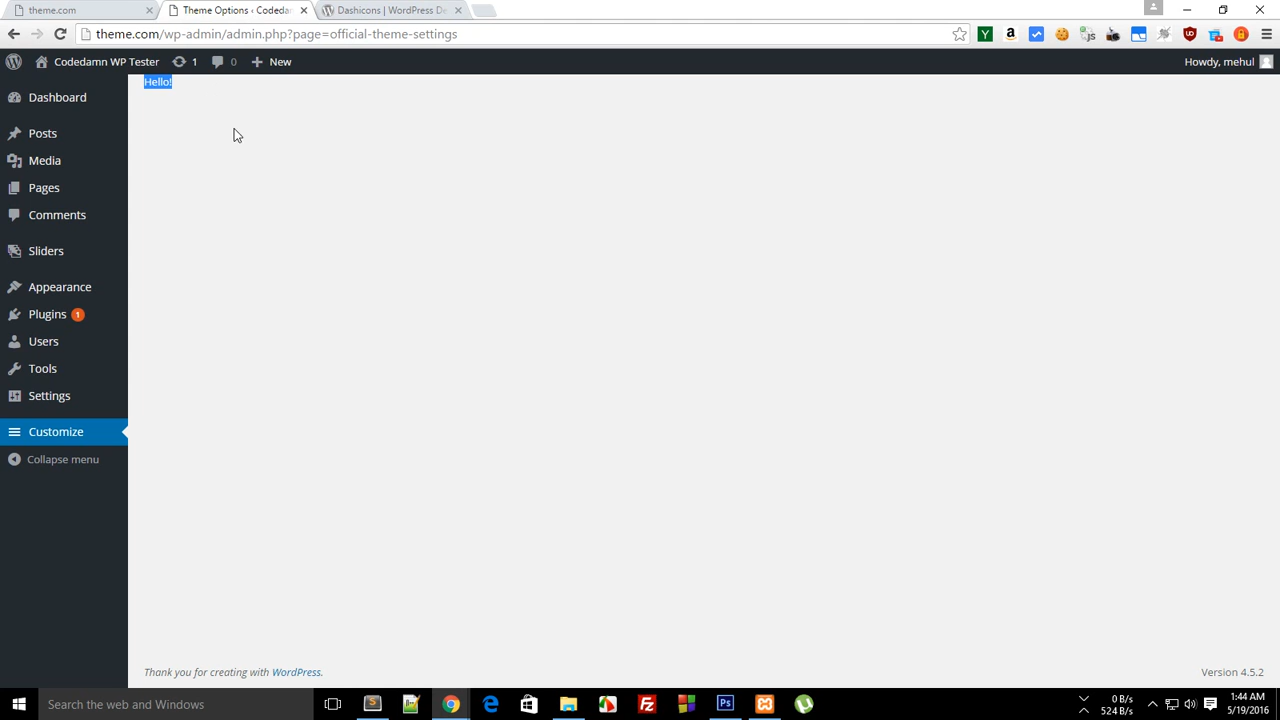 theme.com
Theme Options ‹ Codeda
Dashicons | WordPress De
theme.com/wp-admin/admin.php?page=official-theme-settings
Codedamn WP Tester
1
0
New
Howdy, mehul
Hello!
Dashboard
Posts
Media
Pages
Comments
Sliders
Appearance
Plugins 1
Users
Tools
Settings
Customize
Collapse menu
Thank you for creating with WordPress.
Version 4.5.2
Search the web and Windows
0 B/s
524 B/s
1:44 AM
5/19/2016